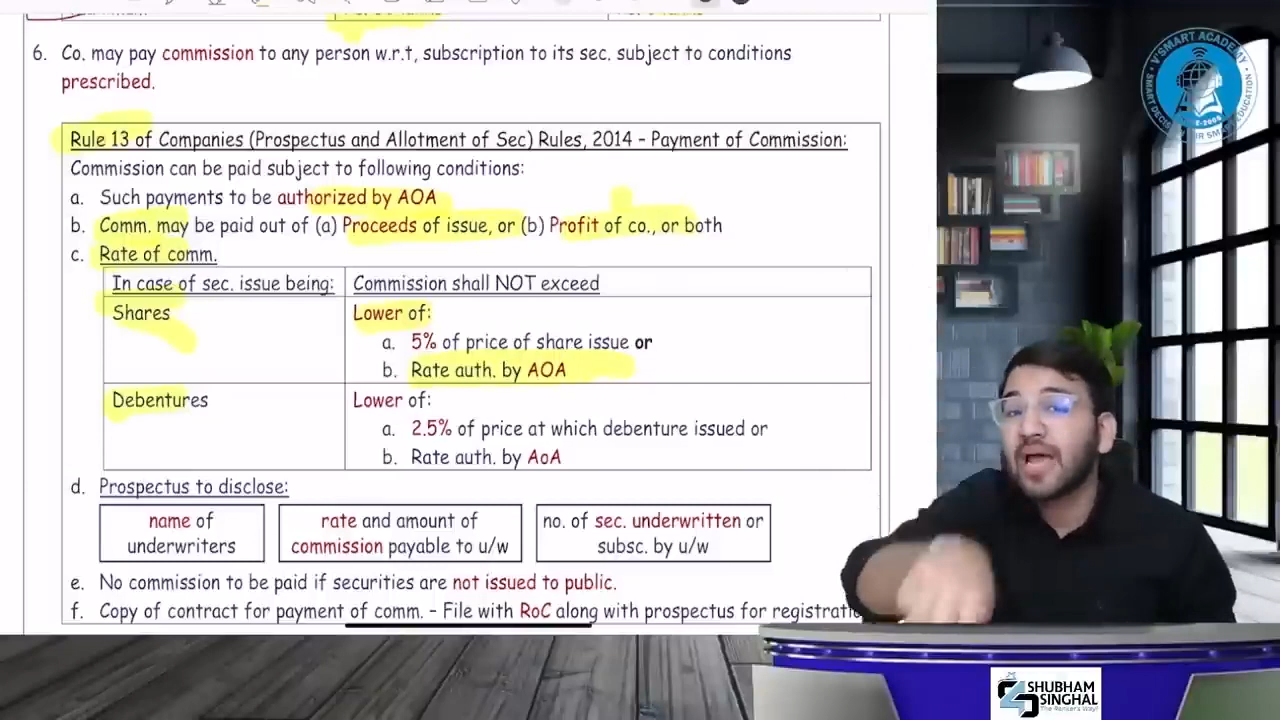 6. Co. may pay commission to any person w.r.t, subscription to its sec. subject to conditions
prescribed.
Rule 13 of Companies (Prospectus and Allotment of Sec) Rules, 2014 – Payment of Commission:
Commission can be paid subject to following conditions:
a. Such payments to be authorized by AOA
b. Comm. may be paid out of (a) Proceeds of issue, or (b) Profit of co., or both
c. Rate of comm.
In case of sec. issue being: Commission shall NOT exceed
Shares Lower of:
a. 5% of price of share issue or
b. Rate auth. by AOA
Debentures Lower of:
a. 2.5% of price at which debenture issued or
b. Rate auth. by AoA
d. Prospectus to disclose:
name of
underwriters
rate and amount of
commission payable to u/w
no. of sec. underwritten or
subsc. by u/w
e. No commission to be paid if securities are not issued to public.
f. Copy of contract for payment of comm. – File with RoC along with prospectus for
V'SMART ACADEMY
SHUBHAM
SINGHAL